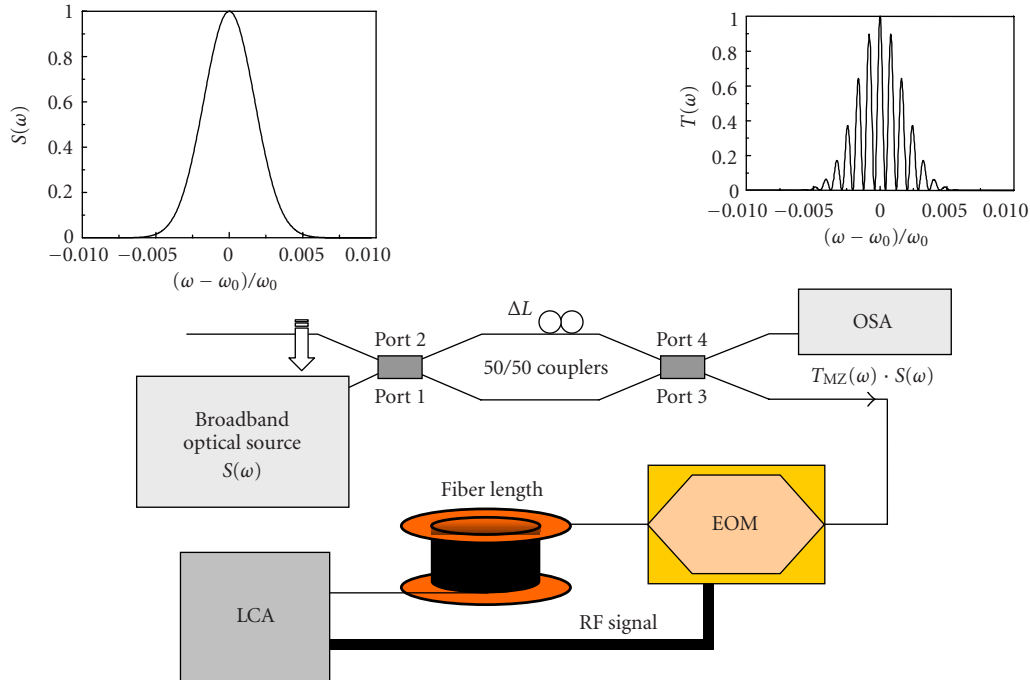 1
0.8
0.6
0.4
0.2
0
S(ω)
−0.010 −0.005 0 0.005 0.010
(ω − ω₀)/ω₀
1
0.8
0.6
0.4
0.2
0
T(ω)
−0.010 −0.005 0 0.005 0.010
(ω − ω₀)/ω₀
ΔL
OSA
Port 2
Port 4
50/50 couplers
T_MZ(ω) · S(ω)
Port 1
Port 3
Broadband
optical source
S(ω)
Fiber length
EOM
LCA
RF signal